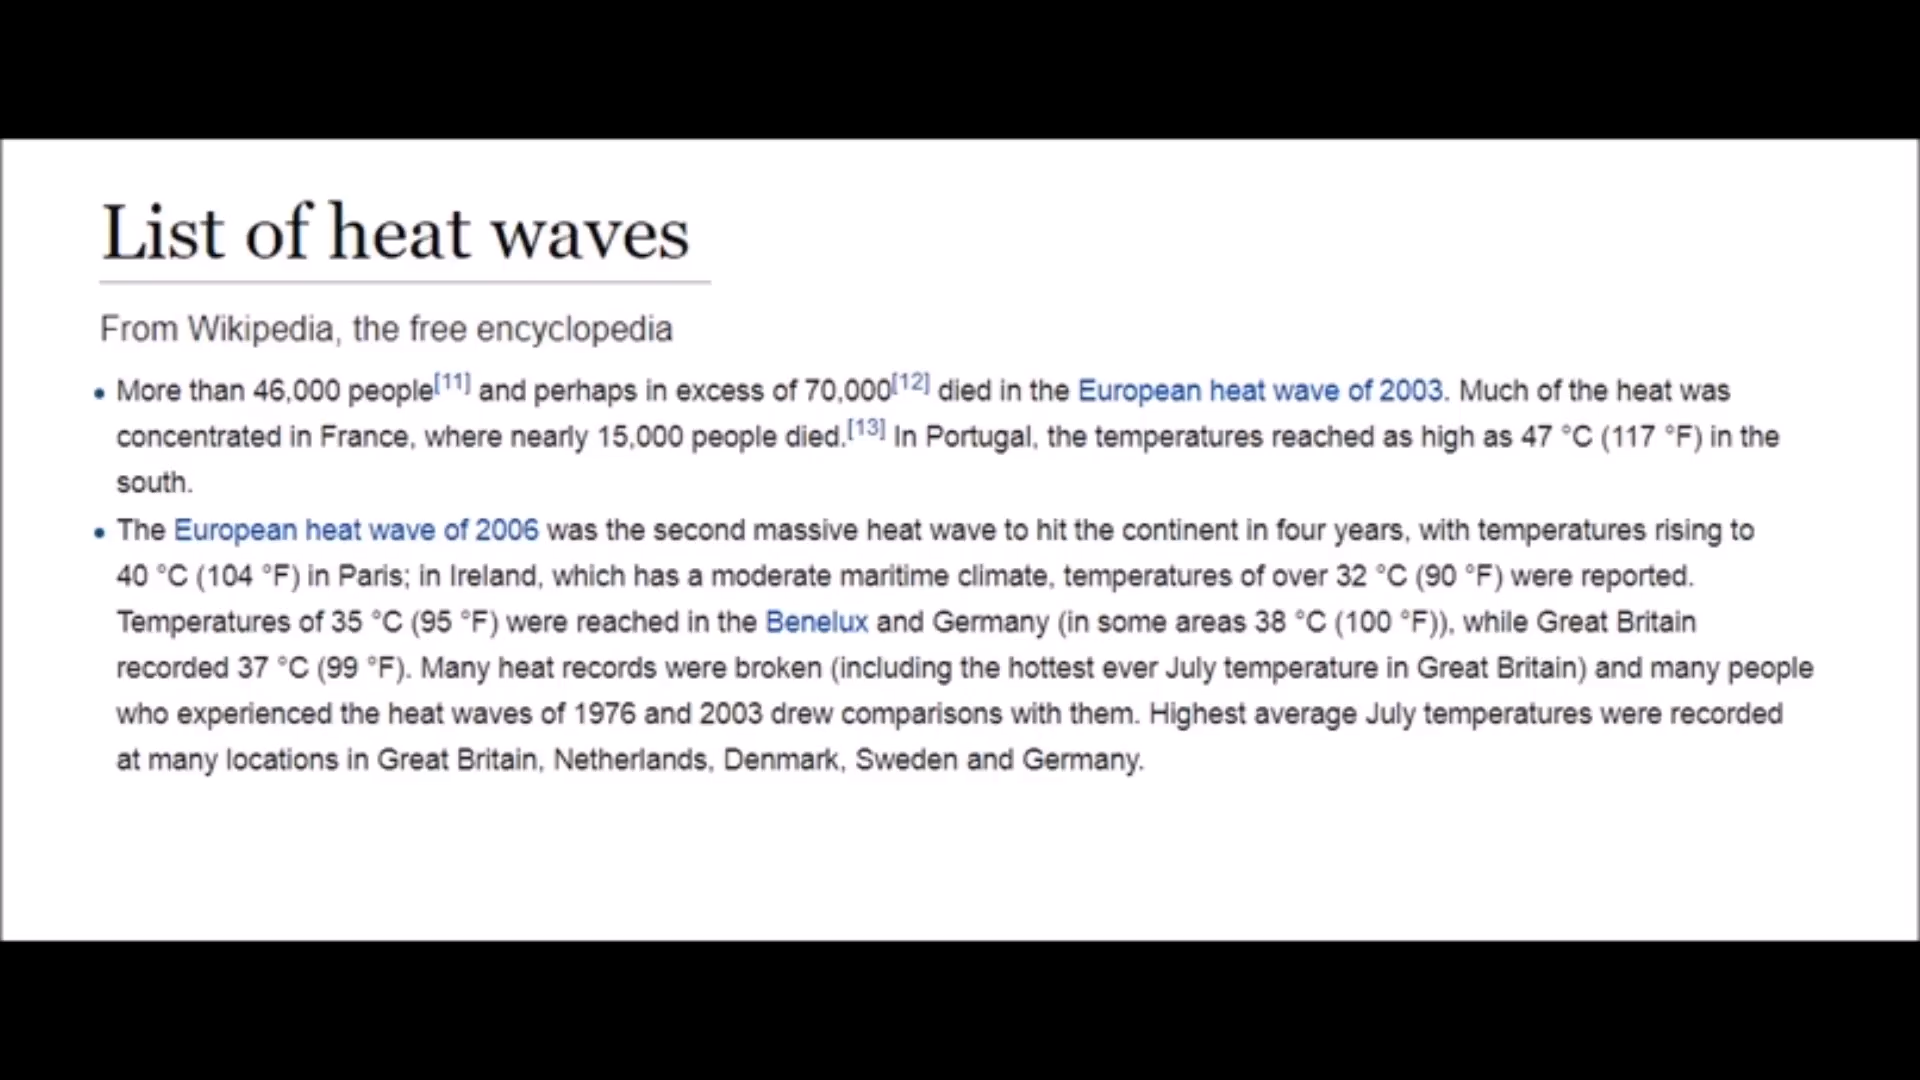 List of heat waves
From Wikipedia, the free encyclopedia
• More than 46,000 people[11] and perhaps in excess of 70,000[12] died in the European heat wave of 2003. Much of the heat was
concentrated in France, where nearly 15,000 people died.[13] In Portugal, the temperatures reached as high as 47 °C (117 °F) in the
south.
• The European heat wave of 2006 was the second massive heat wave to hit the continent in four years, with temperatures rising to
40 °C (104 °F) in Paris; in Ireland, which has a moderate maritime climate, temperatures of over 32 °C (90 °F) were reported.
Temperatures of 35 °C (95 °F) were reached in the Benelux and Germany (in some areas 38 °C (100 °F)), while Great Britain
recorded 37 °C (99 °F). Many heat records were broken (including the hottest ever July temperature in Great Britain) and many people
who experienced the heat waves of 1976 and 2003 drew comparisons with them. Highest average July temperatures were recorded
at many locations in Great Britain, Netherlands, Denmark, Sweden and Germany.